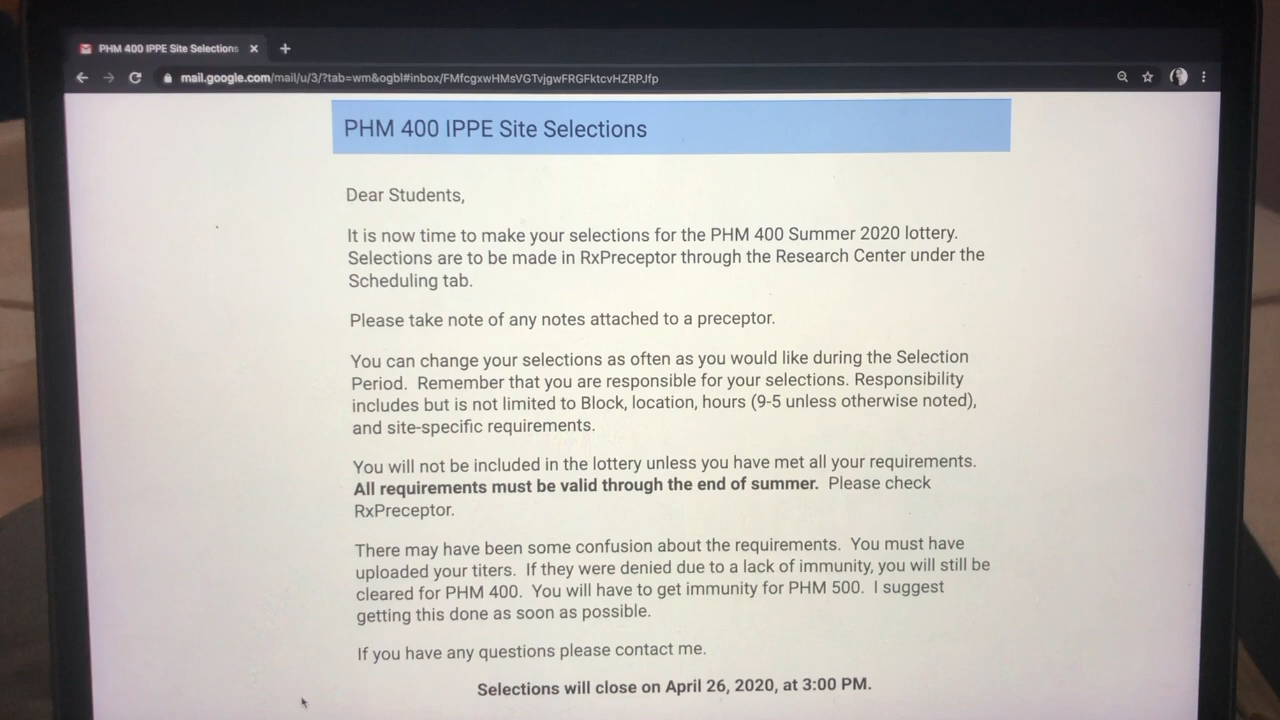 PHM 400 IPPE Site Selections
mail.google.com/mail/u/3/?tab=wm&ogbl#inbox/FMfcgxwHMsVGTvjgwFRGFktcvHZRPJfp
PHM 400 IPPE Site Selections
Dear Students,
It is now time to make your selections for the PHM 400 Summer 2020 lottery.
Selections are to be made in RxPreceptor through the Research Center under the
Scheduling tab.
Please take note of any notes attached to a preceptor.
You can change your selections as often as you would like during the Selection
Period.  Remember that you are responsible for your selections. Responsibility
includes but is not limited to Block, location, hours (9-5 unless otherwise noted),
and site-specific requirements.
You will not be included in the lottery unless you have met all your requirements.
All requirements must be valid through the end of summer.  Please check
RxPreceptor.
There may have been some confusion about the requirements.  You must have
uploaded your titers.  If they were denied due to a lack of immunity, you will still be
cleared for PHM 400.  You will have to get immunity for PHM 500.  I suggest
getting this done as soon as possible.
If you have any questions please contact me.
Selections will close on April 26, 2020, at 3:00 PM.